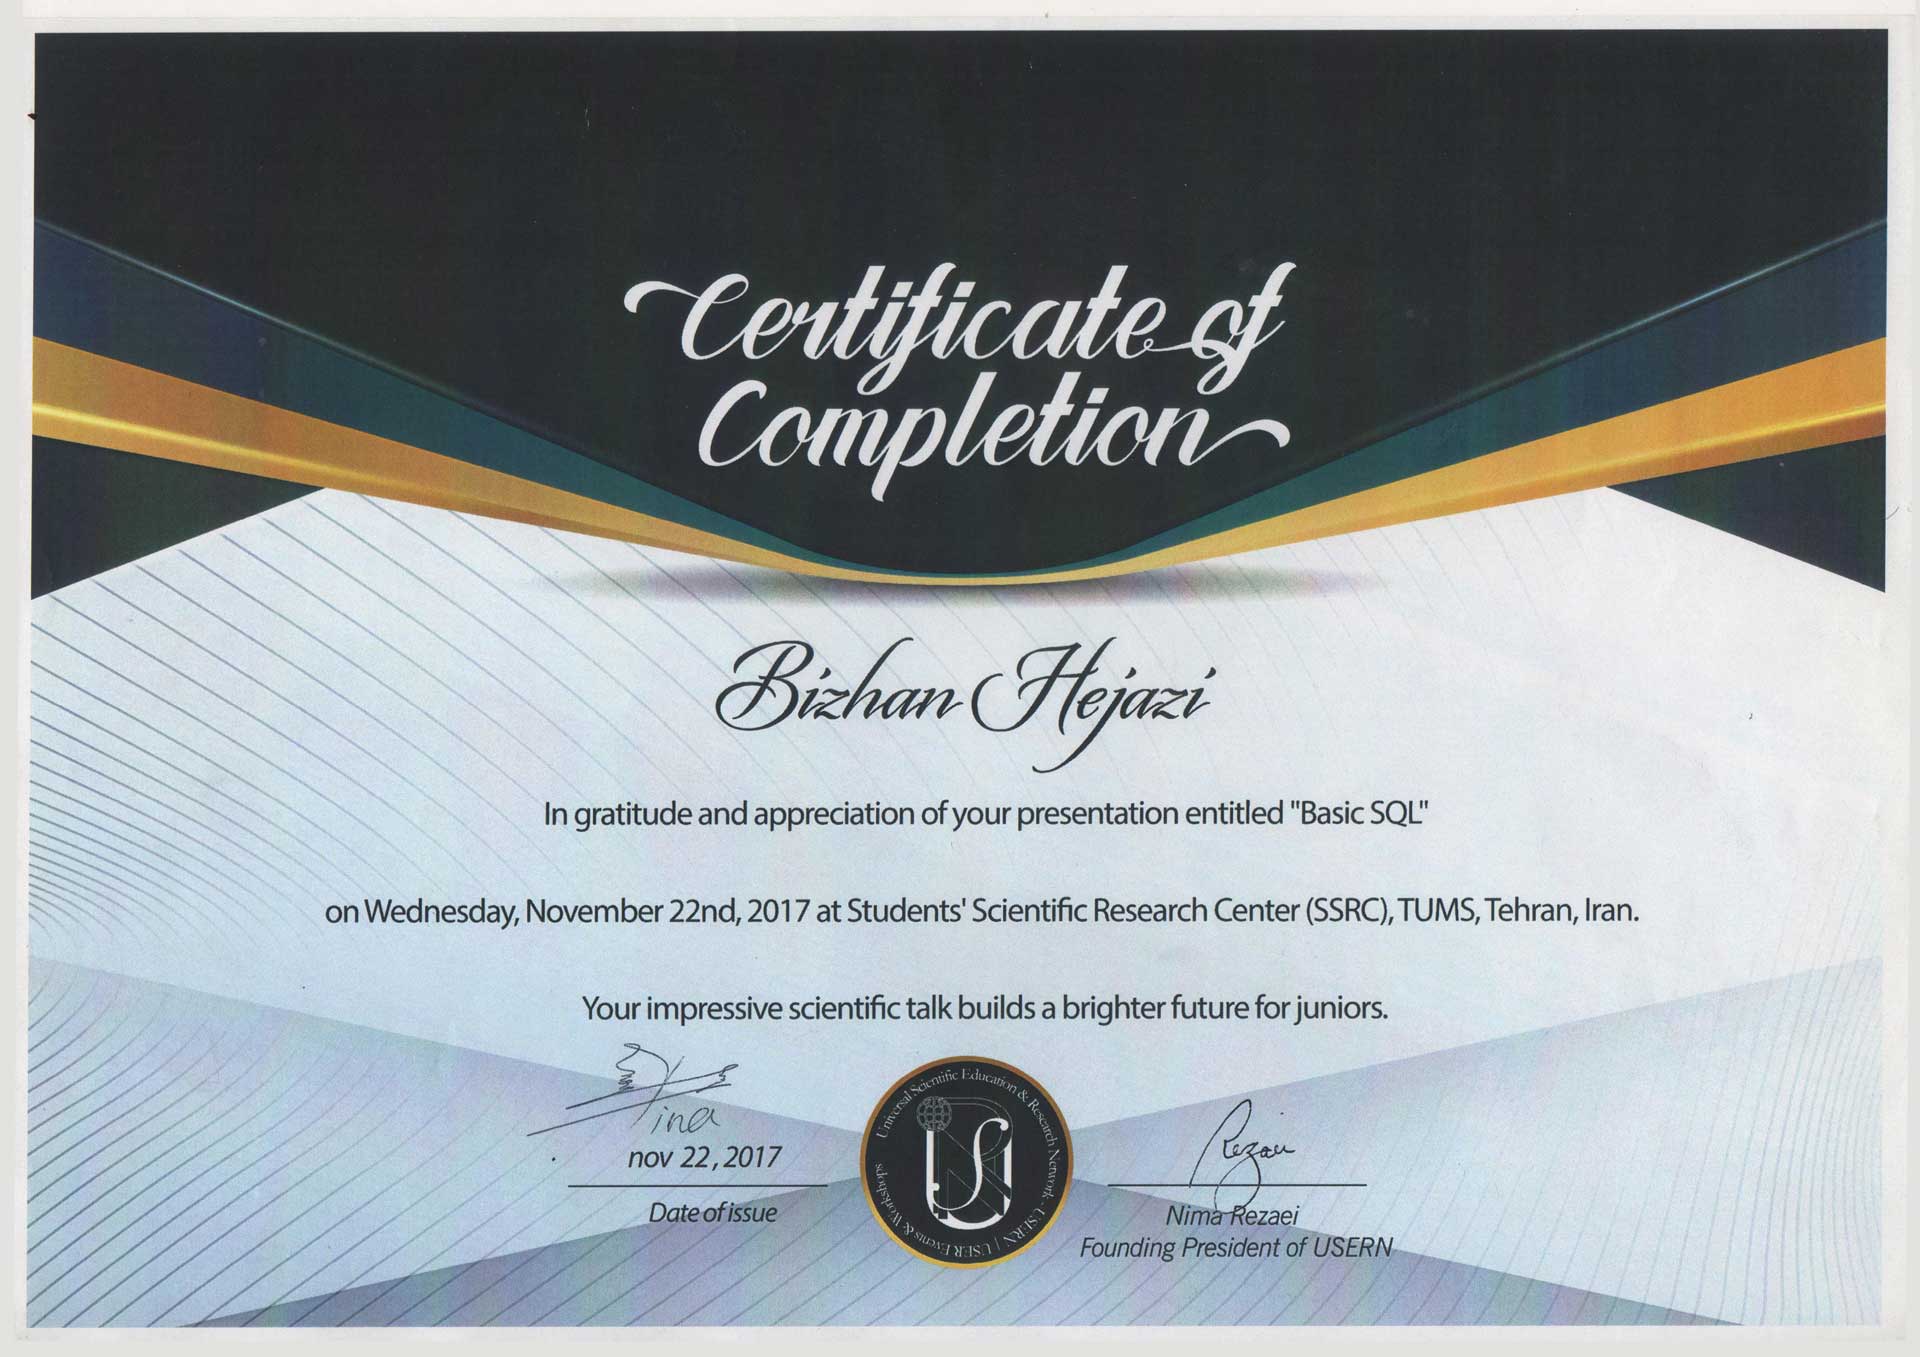 Certificate of
Completion
Bizhan Hejazi
In gratitude and appreciation of your presentation entitled "Basic SQL"
on Wednesday, November 22nd, 2017 at Students' Scientific Research Center (SSRC), TUMS, Tehran, Iran.
Your impressive scientific talk builds a brighter future for juniors.
nov 22, 2017
Date of issue
Universal Scientific Education & Research Network - USERN | USER Events & Workshops
Rezaei
Nima Rezaei
Founding President of USERN